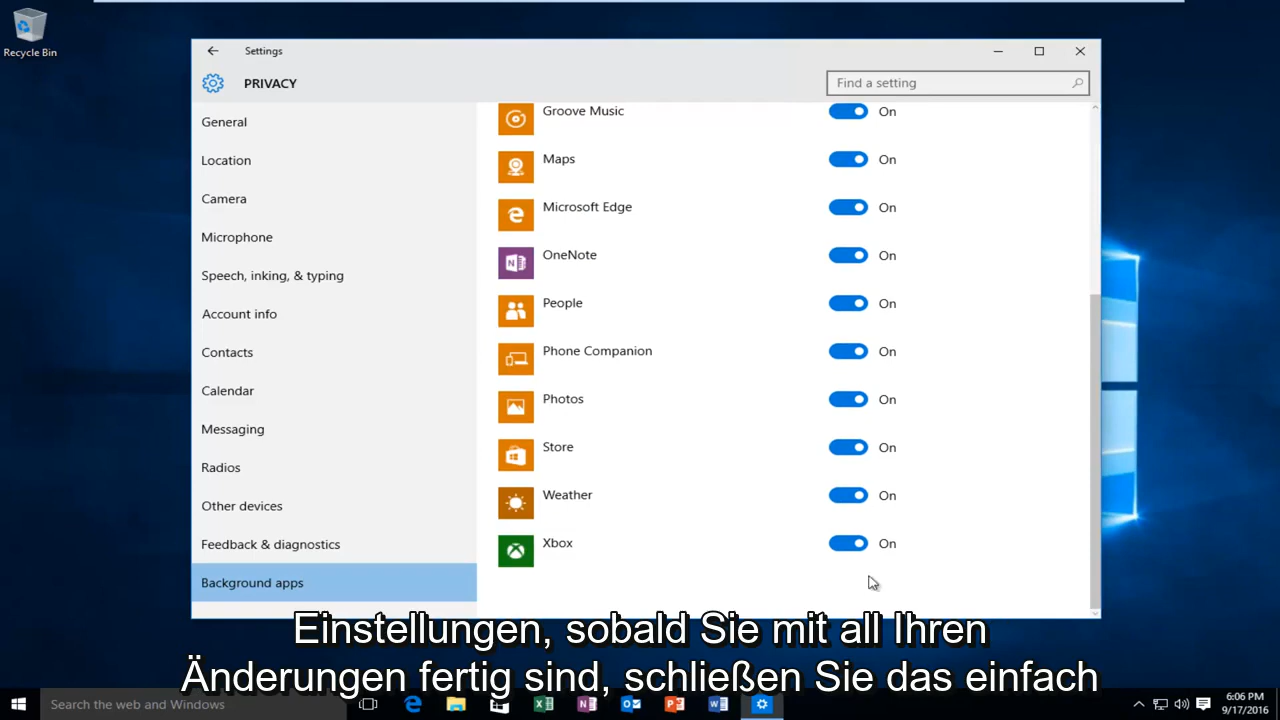 Recycle Bin
Settings
PRIVACY
Find a setting
General
Location
Camera
Microphone
Speech, inking, & typing
Account info
Contacts
Calendar
Messaging
Radios
Other devices
Feedback & diagnostics
Background apps
Groove Music On
Maps On
Microsoft Edge On
OneNote On
People On
Phone Companion On
Photos On
Store On
Weather On
Xbox On
Einstellungen, sobald Sie mit all Ihren
Änderungen fertig sind, schließen Sie das einfach
Search the web and Windows
6:06 PM
9/17/2016